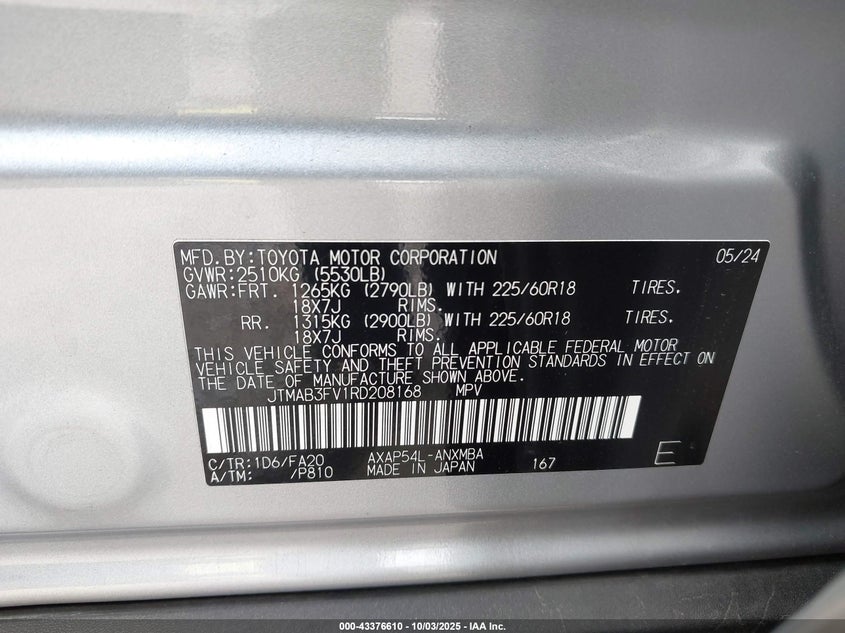 MFD.BY:TOYOTA MOTOR CORPORATION 05/24
GVWR:2510KG (5530LB)
GAWR:FRT. 1265KG (2790LB) WITH 225/60R18 TIRES.
18X7J RIMS.
RR. 1315KG (2900LB) WITH 225/60R18 TIRES.
18X7J RIMS.
THIS VEHICLE CONFORMS TO ALL APPLICABLE FEDERAL MOTOR
VEHICLE SAFETY AND THEFT PREVENTION STANDARDS IN EFFECT ON
THE DATE OF MANUFACTURE SHOWN ABOVE.
JTMAB3FV1RD208168 MPV
C/TR:1D6/FA20 AXAP54L-ANXMBA
A/TM: /P810 MADE IN JAPAN 167 E
000-43376610 - 10/03/2025 - IAA Inc.